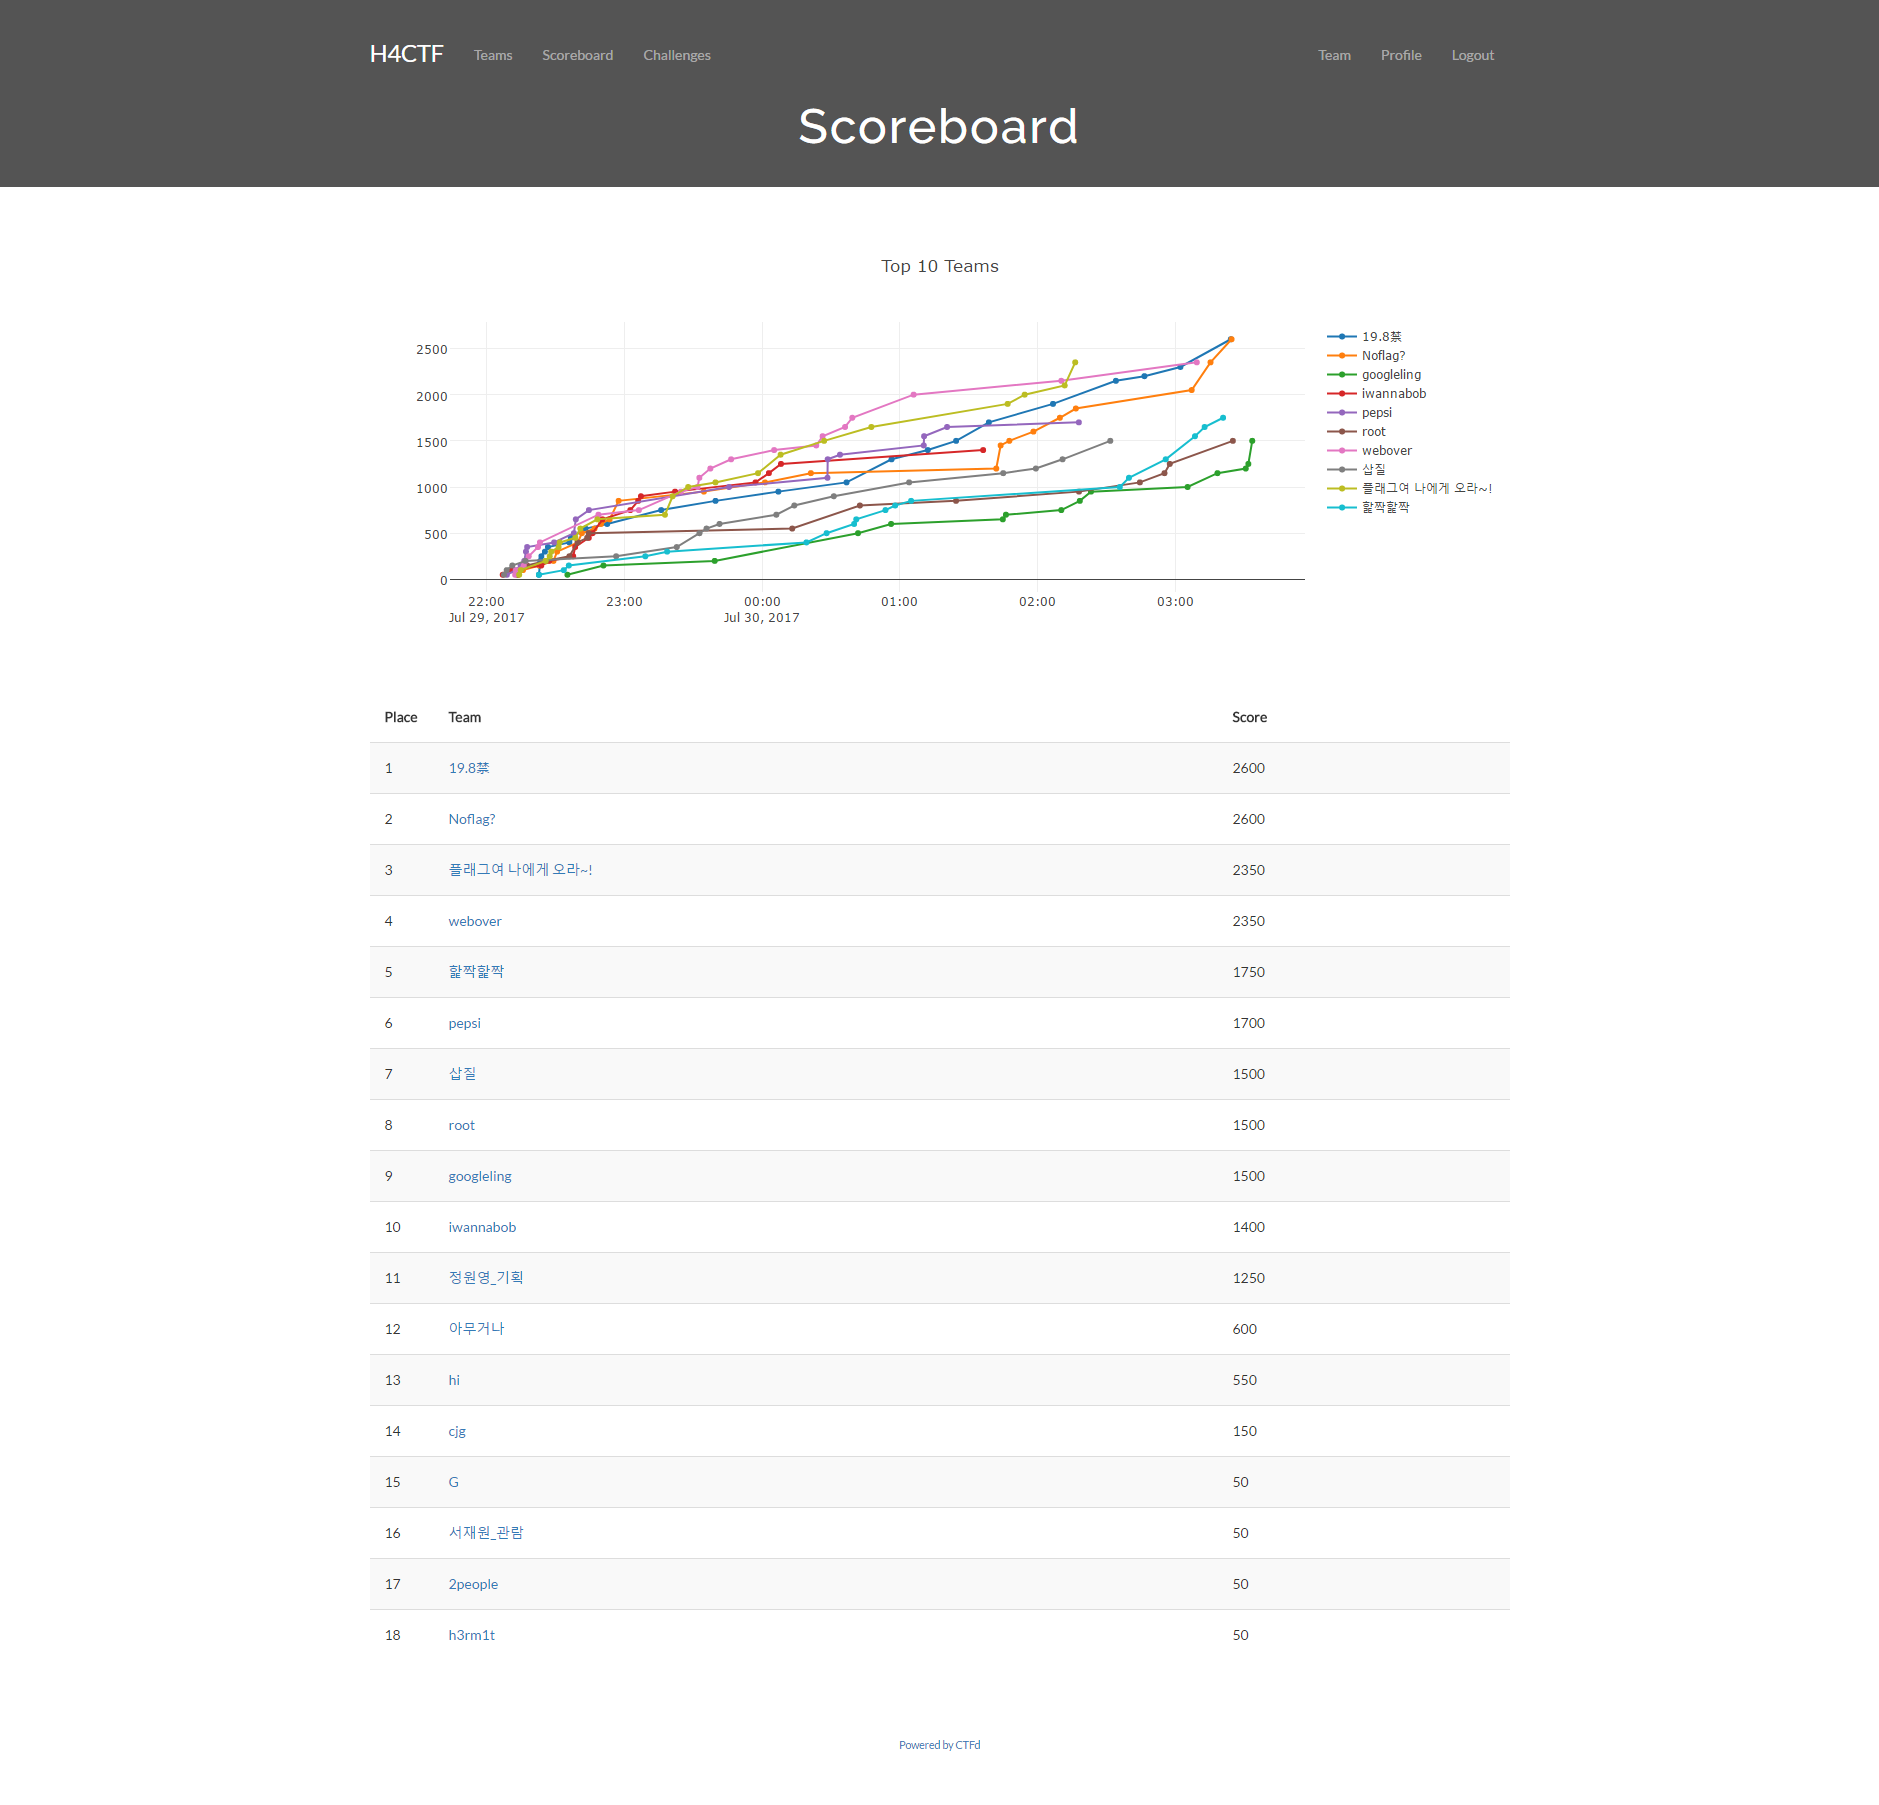 H4CTF Teams Scoreboard Challenges Team Profile Logout
Scoreboard
Top 10 Teams
2500
2000
1500
1000
500
0
22:00 23:00 00:00 01:00 02:00 03:00
Jul 29, 2017 Jul 30, 2017
19.8禁
Noflag?
googleling
iwannabob
pepsi
root
webover
삽질
플래그여 나에게 오라~!
핥짝핥짝
Place Team Score
1 19.8禁 2600
2 Noflag? 2600
3 플래그여 나에게 오라~! 2350
4 webover 2350
5 핥짝핥짝 1750
6 pepsi 1700
7 삽질 1500
8 root 1500
9 googleling 1500
10 iwannabob 1400
11 정원영_기획 1250
12 아무거나 600
13 hi 550
14 cjg 150
15 G 50
16 서재원_관람 50
17 2people 50
18 h3rm1t 50
Powered by CTFd